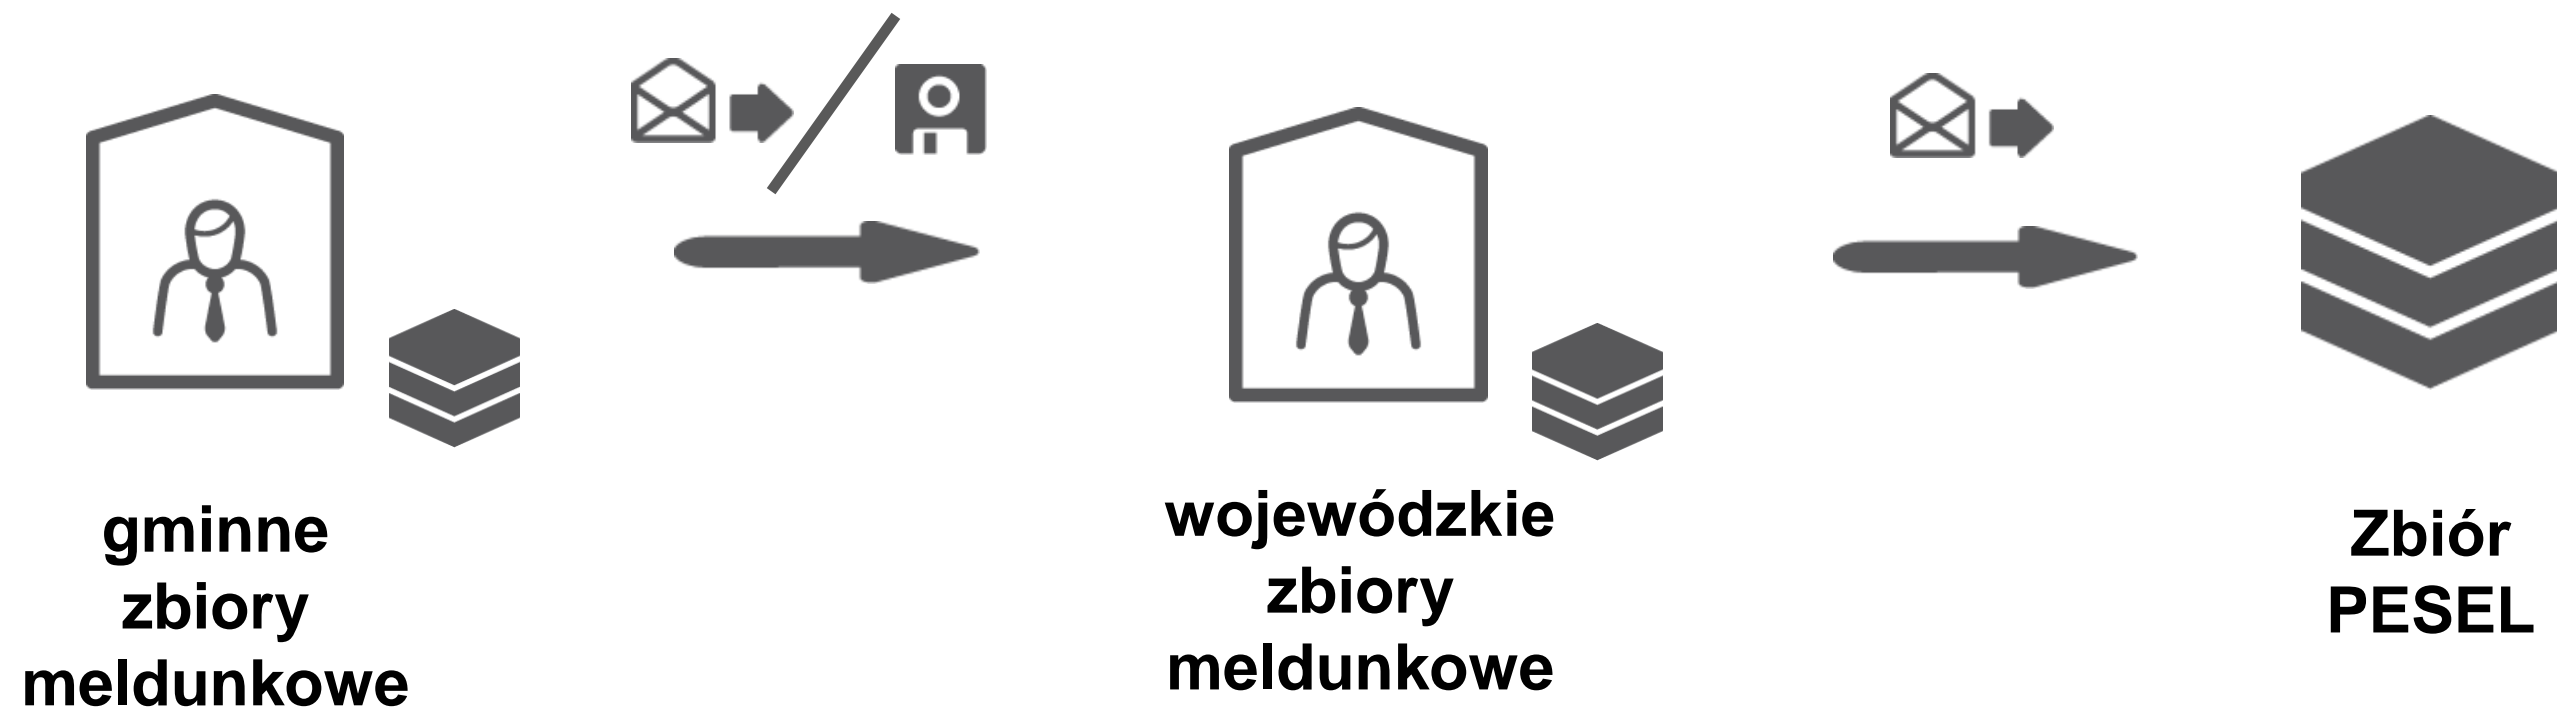 gminne
zbiory
meldunkowe
wojewódzkie
zbiory
meldunkowe
Zbiór
PESEL